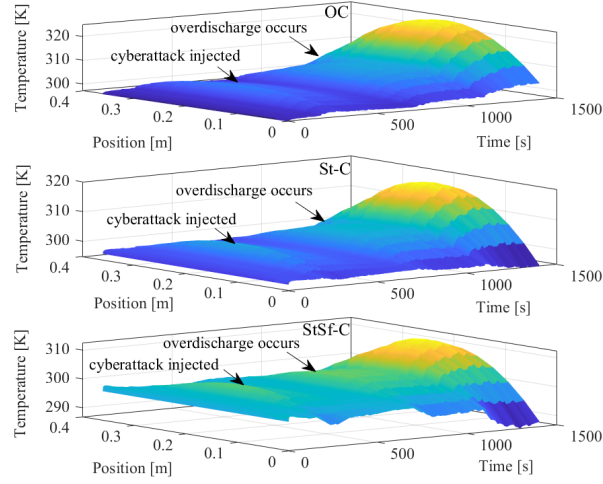 OC
overdischarge occurs
cyberattack injected
Temperature [K]
320
310
300
0.4
0.3
0.2
0.1
0
Position [m]
0
500
1000
1500
Time [s]
St-C
overdischarge occurs
cyberattack injected
Temperature [K]
320
310
300
0.4
0.3
0.2
0.1
0
Position [m]
0
500
1000
1500
Time [s]
StSf-C
overdischarge occurs
cyberattack injected
Temperature [K]
310
300
290
0.4
0.3
0.2
0.1
0
Position [m]
0
500
1000
1500
Time [s]